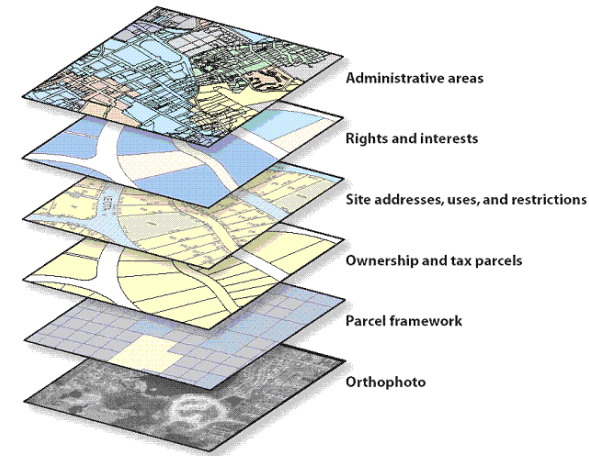 Administrative areas
Rights and interests
Site addresses, uses, and restrictions
Ownership and tax parcels
Parcel framework
Orthophoto